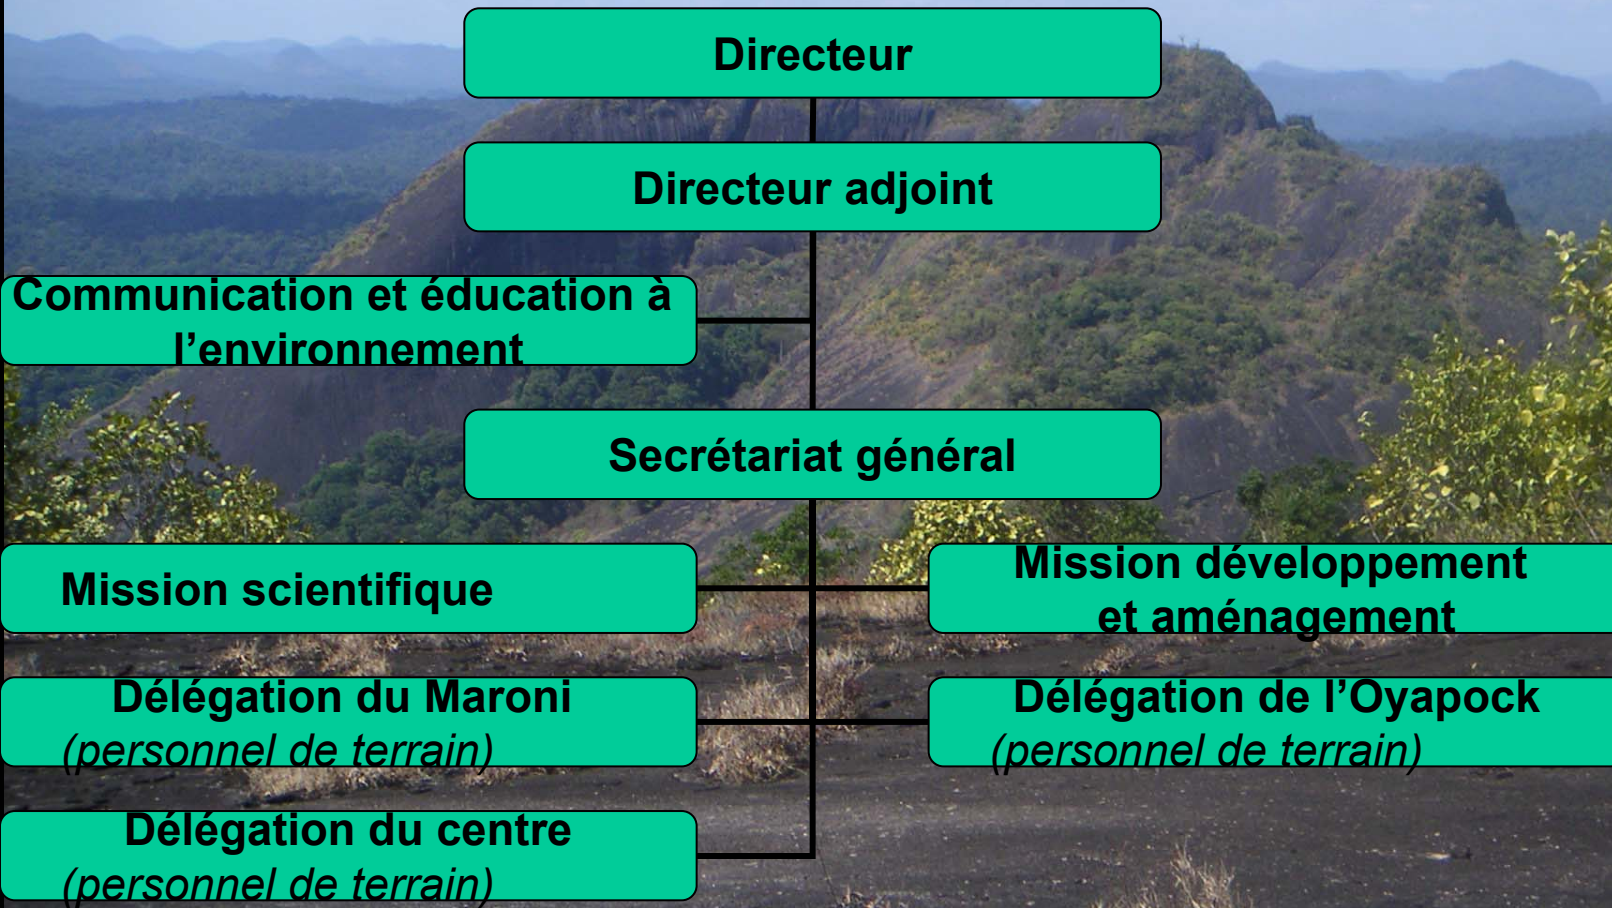 Directeur
Directeur adjoint
Communication et éducation à
l’environnement
Secrétariat général
Mission scientifique
Mission développement
et aménagement
Délégation du Maroni
(personnel de terrain)
Délégation de l’Oyapock
(personnel de terrain)
Délégation du centre
(personnel de terrain)